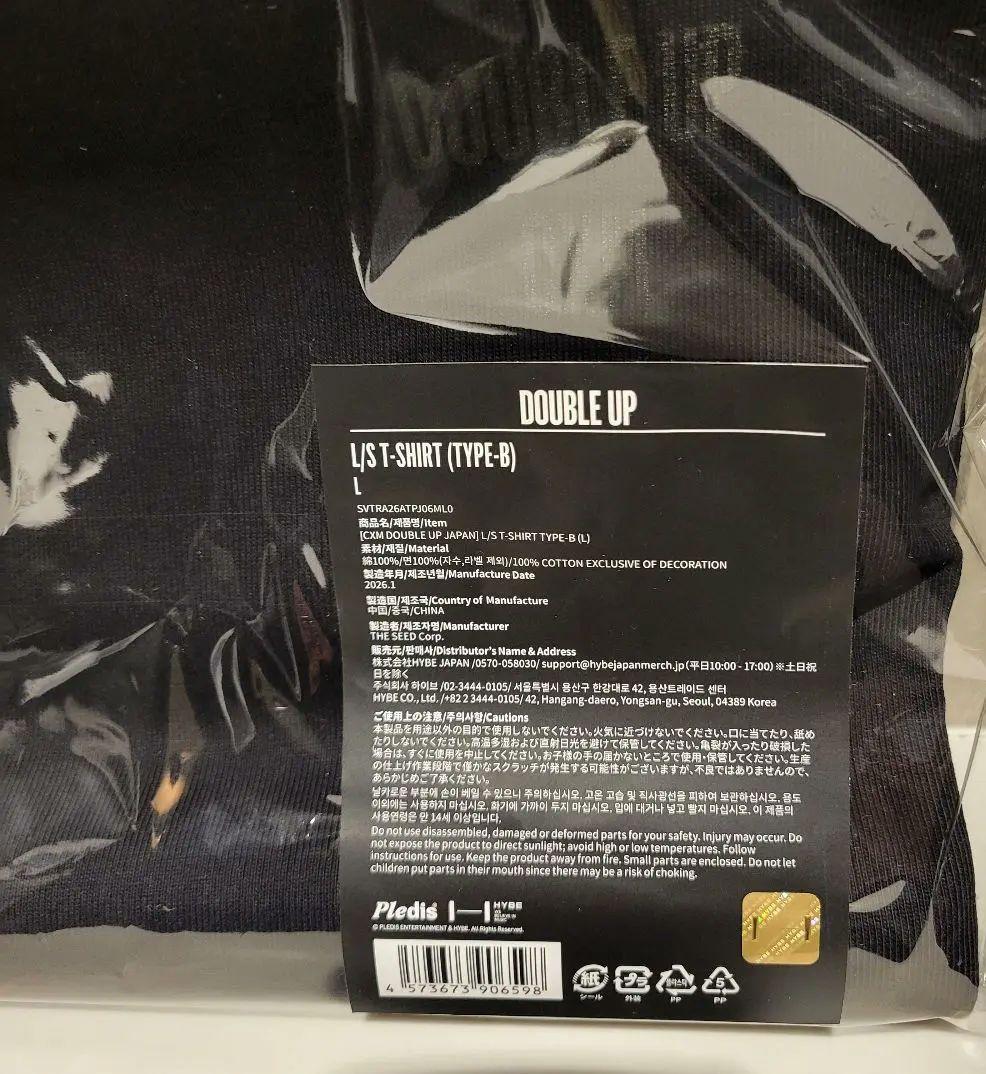 DOUBLE UP
DOUBLE UP
L/S T-SHIRT (TYPE-B)
L
SVTRA26ATPJ06ML0
商品名/제품명/Item
[CXM DOUBLE UP JAPAN] L/S T-SHIRT TYPE-B (L)
素材/재질/Material
綿100%/면100%(자수,라벨 제외)/100% COTTON EXCLUSIVE OF DECORATION
製造年月/제조년월/Manufacture Date
2026.1
製造国/제조국/Country of Manufacture
中国/중국/CHINA
製造者/제조자명/Manufacturer
THE SEED Corp.
販売元/판매사/Distributor's Name & Address
株式会社HYBE JAPAN /0570-058030/ support@hybejapanmerch.jp(平日10:00 - 17:00)※土日祝
日を除く
주식회사 하이브 /02-3444-0105/ 서울특별시 용산구 한강대로 42, 용산트레이드 센터
HYBE CO., Ltd. /+82 2 3444-0105/ 42, Hangang-daero, Yongsan-gu, Seoul, 04389 Korea
ご使用上の注意/주의사항/Cautions
本製品を用途以外の目的で使用しないでください。火気に近づけないでください。口に当てたり、舐め
たりしないでください。高温多湿および直射日光を避けて保管してください。亀裂が入ったり破損した
場合は、すぐに使用を中止してください。お子様の手の届かないところで使用・保管してください。生産
の仕上げ作業段階で僅かなスクラッチが発生する可能性がございますが、不良ではありませんので、
あらかじめご了承ください。
날카로운 부분에 손이 베일 수 있으니 주의하십시오. 고온 고습 및 직사광선을 피하여 보관하십시오. 용도
이외에는 사용하지 마십시오. 화기에 가까이 두지 마십시오. 입에 대거나 넣고 빨지 마십시오. 이 제품의
사용연령은 만 14세 이상입니다.
Do not use disassembled, damaged or deformed parts for your safety. Injury may occur. Do
not expose the product to direct sunlight; avoid high or low temperatures. Follow
instructions for use. Keep the product away from fire. Small parts are enclosed. Do not let
children put parts in their mouth since there may be a risk of choking.
Pledis HYBE
WE
BELIEVE IN
MUSIC
© PLEDIS ENTERTAINMENT & HYBE. All Rights Reserved.
4 573673 906598
紙 プラ 플라스틱 5
シール 外装 PP PP